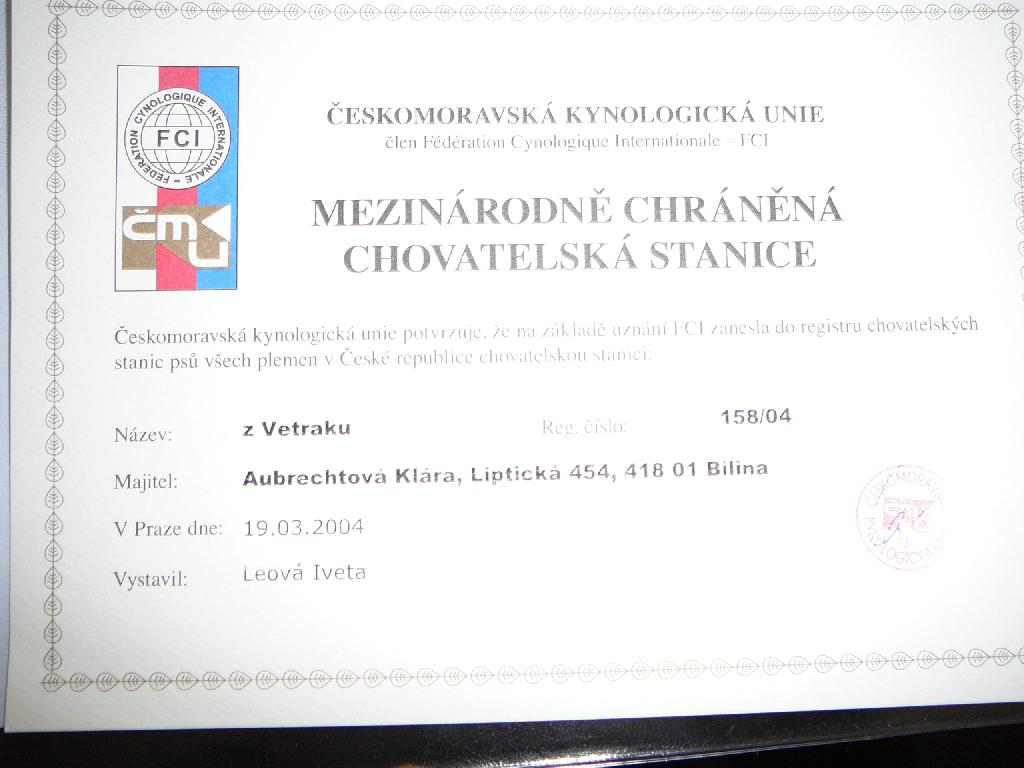 FEDERATION CYNOLOGIQUE INTERNATIONALE –
FCI
čmku
ČESKOMORAVSKÁ KYNOLOGICKÁ UNIE
člen Fédération Cynologique Internationale – FCI
MEZINÁRODNĚ CHRÁNĚNÁ
CHOVATELSKÁ STANICE
Českomoravská kynologická unie potvrzuje, že na základě uznání FCI zanesla do registru chovatelských
stanic psů všech plemen v České republice chovatelskou stanici:
Název: z Vetraku Reg. číslo: 158/04
Majitel: Aubrechtová Klára, Liptická 454, 418 01 Bílina
V Praze dne: 19.03.2004
Vystavil: Leová Iveta